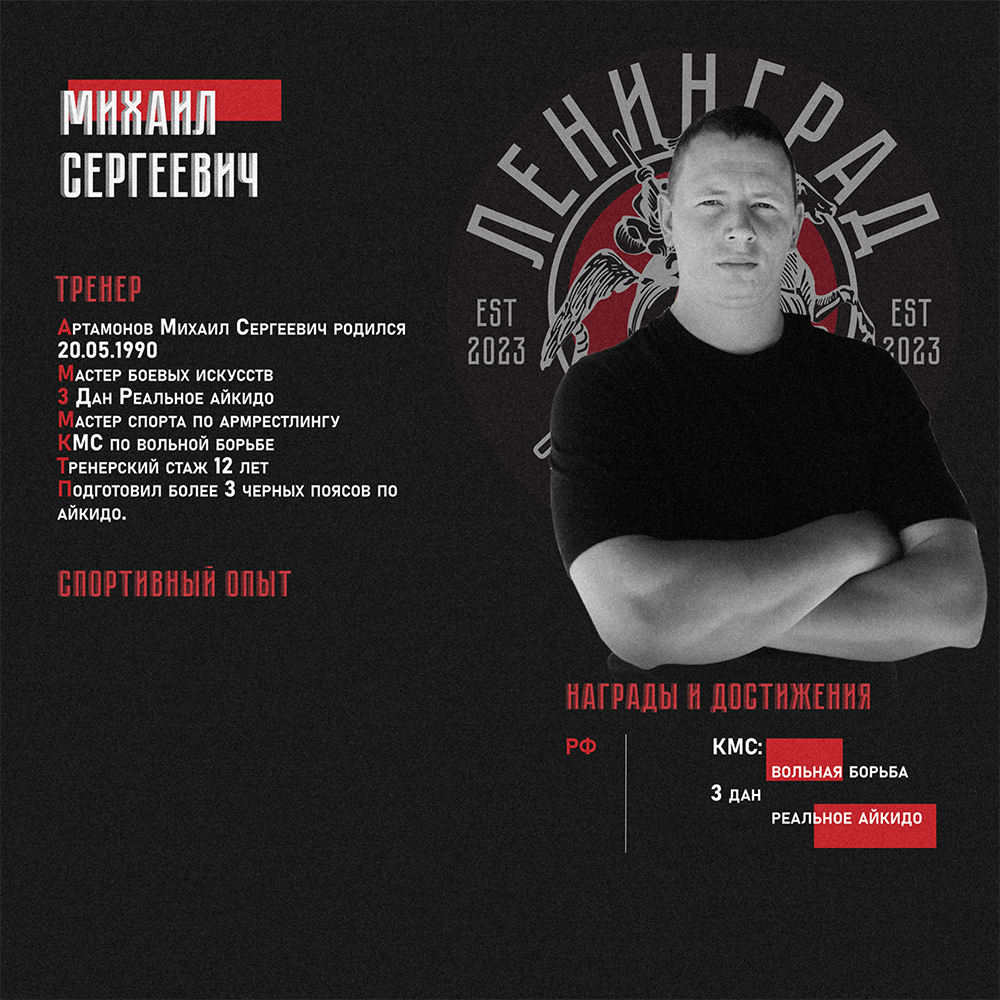 МИХАИЛ
СЕРГЕЕВИЧ
ЛЕНИНГРАД
EST
2023
EST
2023
ТРЕНЕР
Артамонов Михаил Сергеевич родился
20.05.1990
Мастер боевых искусств
3 Дан Реальное айкидо
Мастер спорта по армрестлингу
КМС по вольной борьбе
Тренерский стаж 12 лет
Подготовил более 3 черных поясов по
айкидо.
СПОРТИВНЫЙ ОПЫТ
НАГРАДЫ И ДОСТИЖЕНИЯ
РФ
КМС:
вольная борьба
3 дан
реальное айкидо